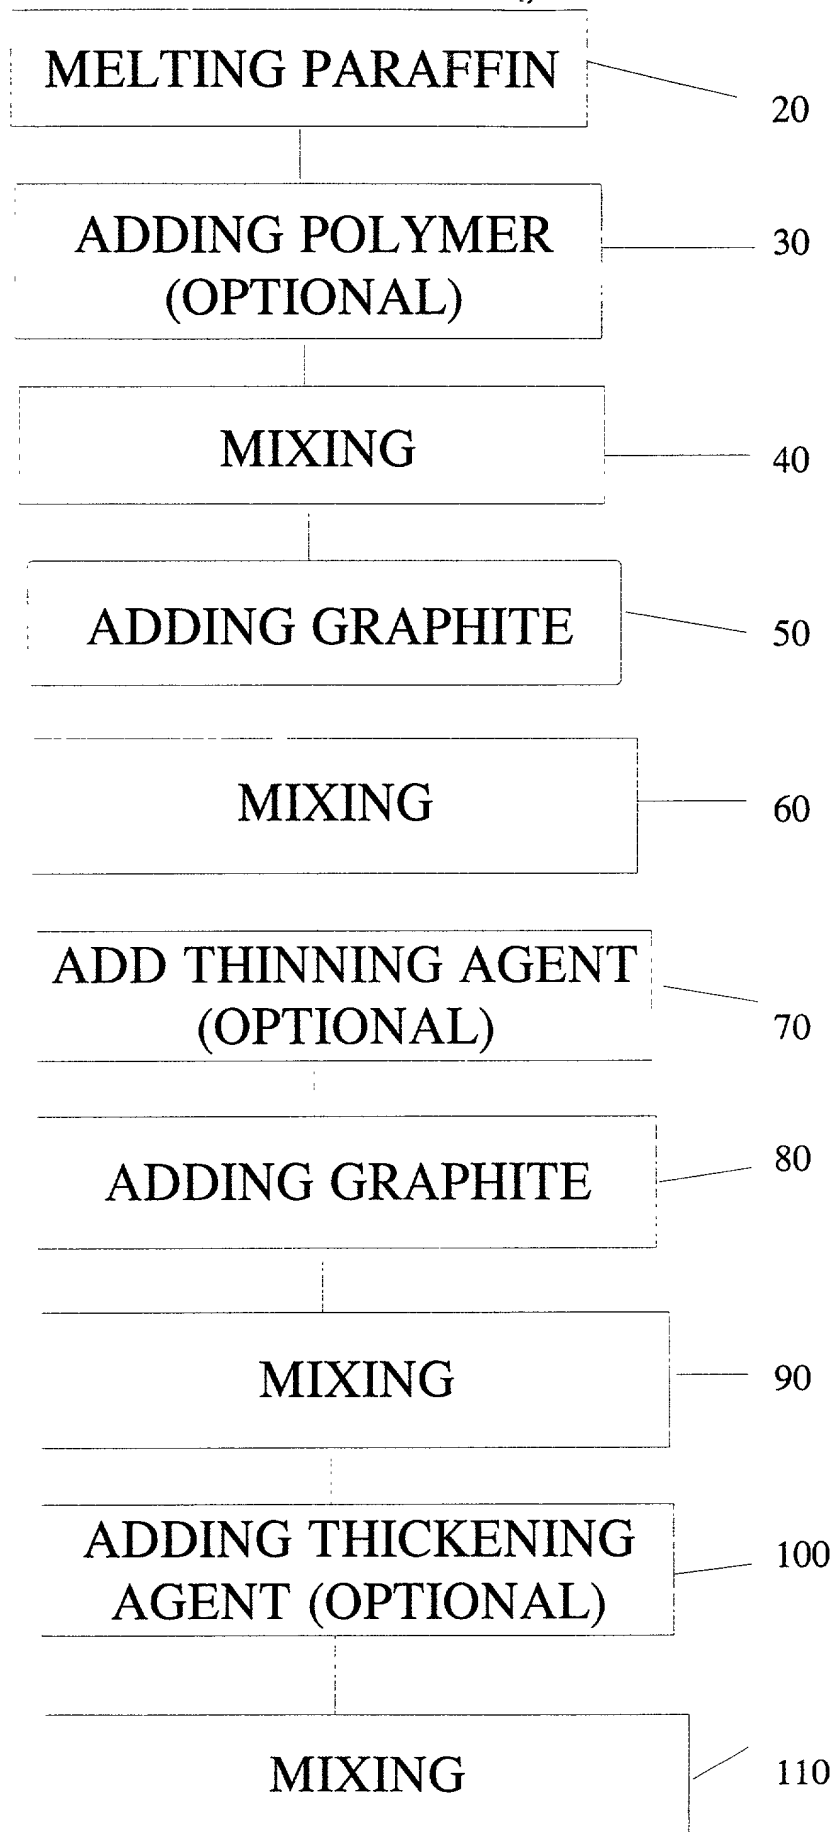 MELTING PARAFFIN
20
ADDING POLYMER
(OPTIONAL)
30
MIXING
40
ADDING GRAPHITE
50
MIXING
60
ADD THINNING AGENT
(OPTIONAL)
70
ADDING GRAPHITE
80
MIXING
90
ADDING THICKENING
AGENT (OPTIONAL)
100
MIXING
110